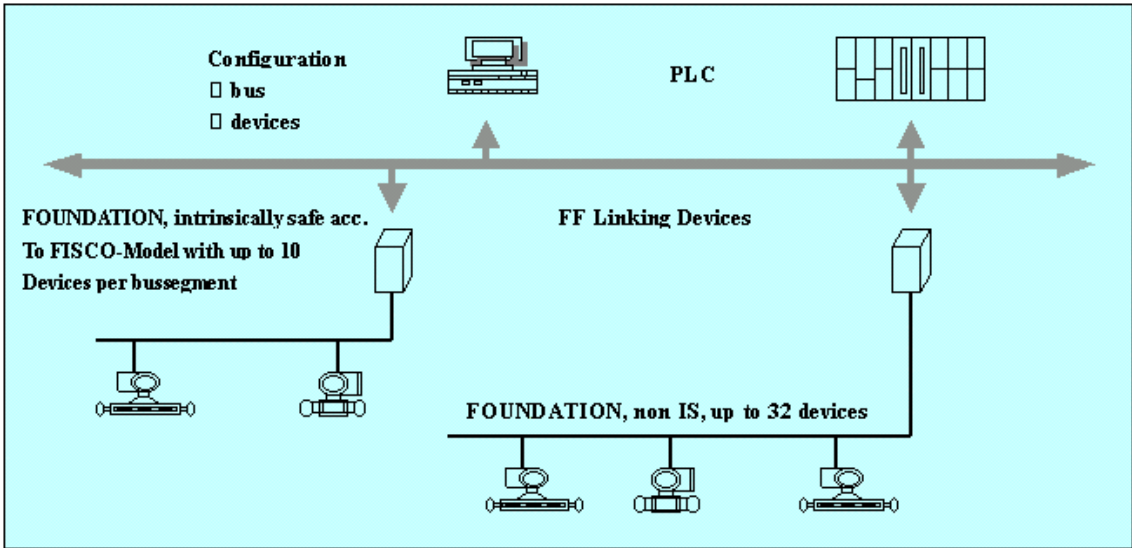 Configuration
▯ bus
▯ devices
PLC
FOUNDATION, intrinsically safe acc.
To FISCO-Model with up to 10
Devices per bussegment
FF Linking Devices
FOUNDATION, non IS, up to 32 devices